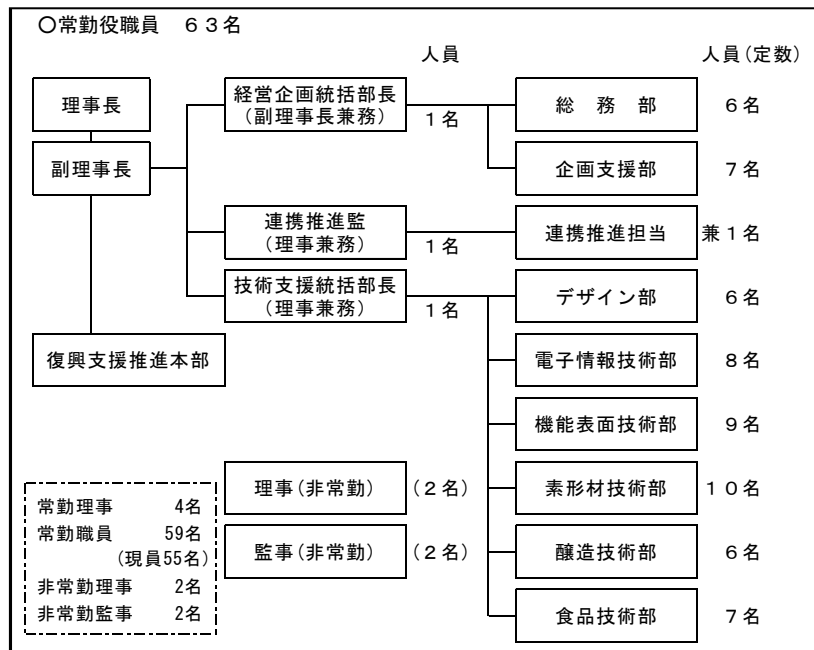 〇常勤役職員　６３名
人員
人員(定数)
理事長
副理事長
復興支援推進本部
経営企画統括部長
(副理事長兼務)
１名
連携推進監
(理事兼務)
１名
技術支援統括部長
(理事兼務)
１名
理事(非常勤)
(２名)
監事(非常勤)
(２名)
総　務　部
６名
企画支援部
７名
連携推進担当
兼１名
デザイン部
６名
電子情報技術部
８名
機能表面技術部
９名
素形材技術部
１０名
醸造技術部
６名
食品技術部
７名
常勤理事　4名
常勤職員　59名
(現員55名)
非常勤理事　2名
非常勤監事　2名